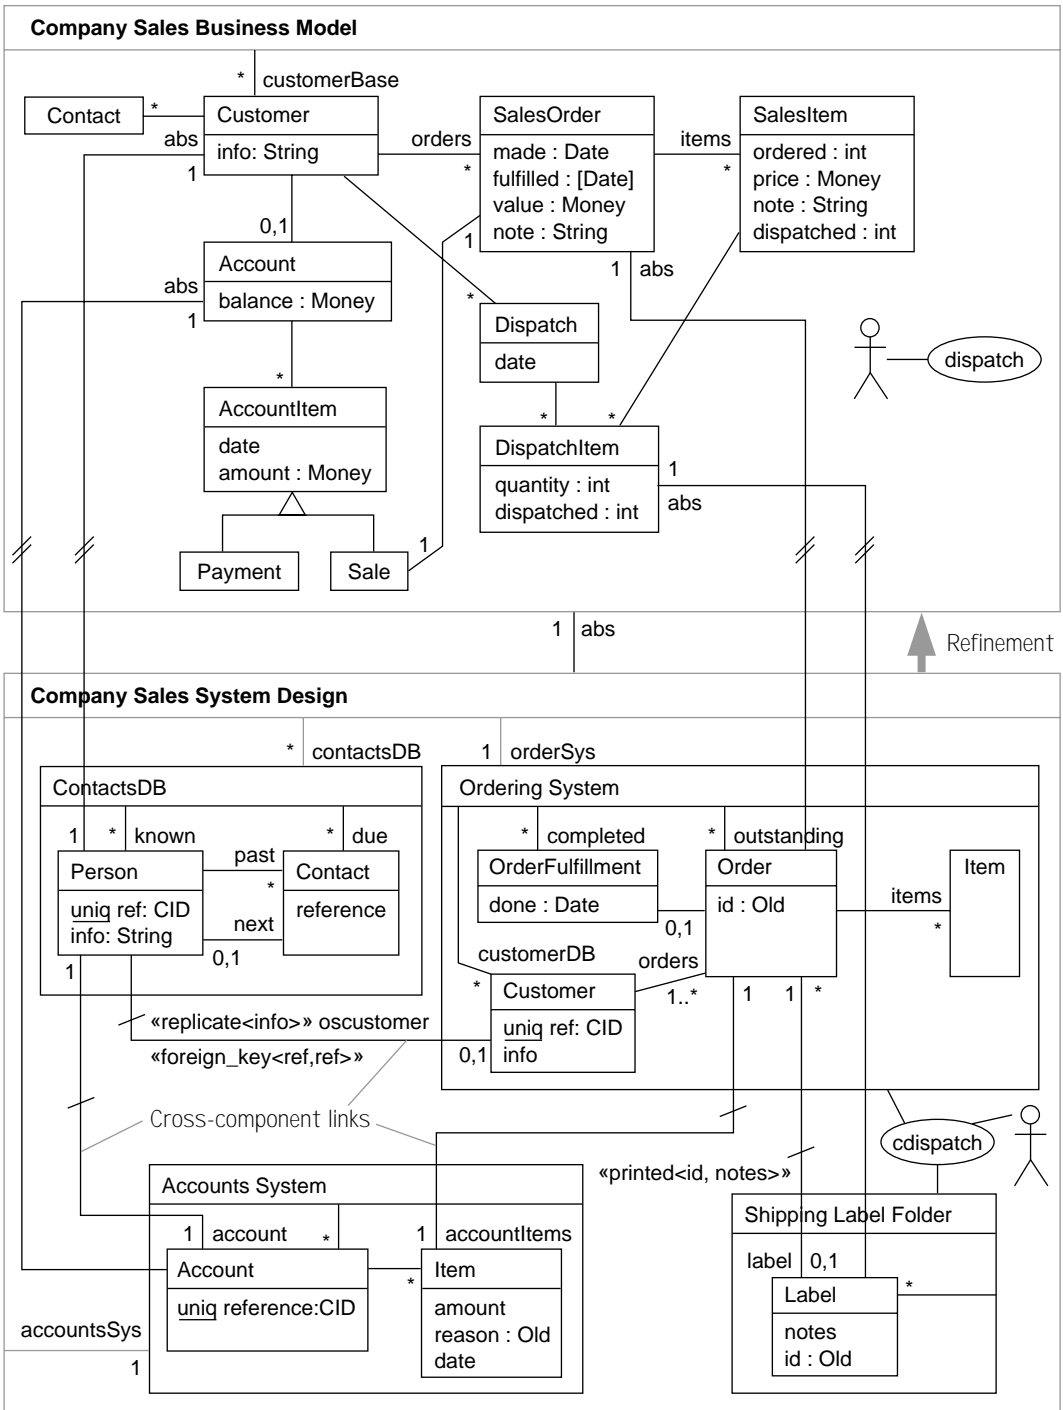 Company Sales Business Model
* customerBase
Contact
*
Customer
info: String
abs
1
orders
*
SalesOrder
made : Date
fulfilled : [Date]
value : Money
note : String
items
*
SalesItem
ordered : int
price : Money
note : String
dispatched : int
0,1
1
1 abs
Account
balance : Money
abs
1
*
Dispatch
date
dispatch
*
AccountItem
date
amount : Money
* *
DispatchItem
quantity : int
dispatched : int
1
abs
1
Payment
Sale
1 abs
Refinement
Company Sales System Design
* contactsDB
1 orderSys
ContactsDB
Ordering System
1 * known
* due
* completed
* outstanding
Person
uniq ref: CID
info: String
past
*
next
0,1
Contact
reference
OrderFulfillment
done : Date
0,1
Order
id : Old
items
*
Item
1
customerDB
*
orders
1..*
1 1 *
Customer
uniq ref: CID
info
«replicate<info>» oscustomer
«foreign_key<ref,ref>»
0,1
Cross-component links
cdispatch
«printed<id, notes>»
Accounts System
Shipping Label Folder
1 account
*
1 accountItems
label 0,1
Account
uniq reference:CID
*
Item
amount
reason : Old
date
Label
notes
id : Old
*
accountsSys
1